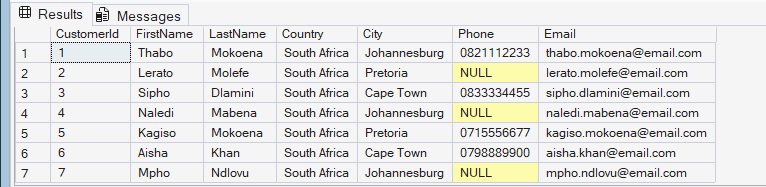 Results Messages
CustomerId FirstName LastName Country City Phone Email
1 1 Thabo Mokoena South Africa Johannesburg 0821112233 thabo.mokoena@email.com
2 2 Lerato Molefe South Africa Pretoria NULL lerato.molefe@email.com
3 3 Sipho Dlamini South Africa Cape Town 0833334455 sipho.dlamini@email.com
4 4 Naledi Mabena South Africa Johannesburg NULL naledi.mabena@email.com
5 5 Kagiso Mokoena South Africa Pretoria 0715556677 kagiso.mokoena@email.com
6 6 Aisha Khan South Africa Cape Town 0798889900 aisha.khan@email.com
7 7 Mpho Ndlovu South Africa Johannesburg NULL mpho.ndlovu@email.com